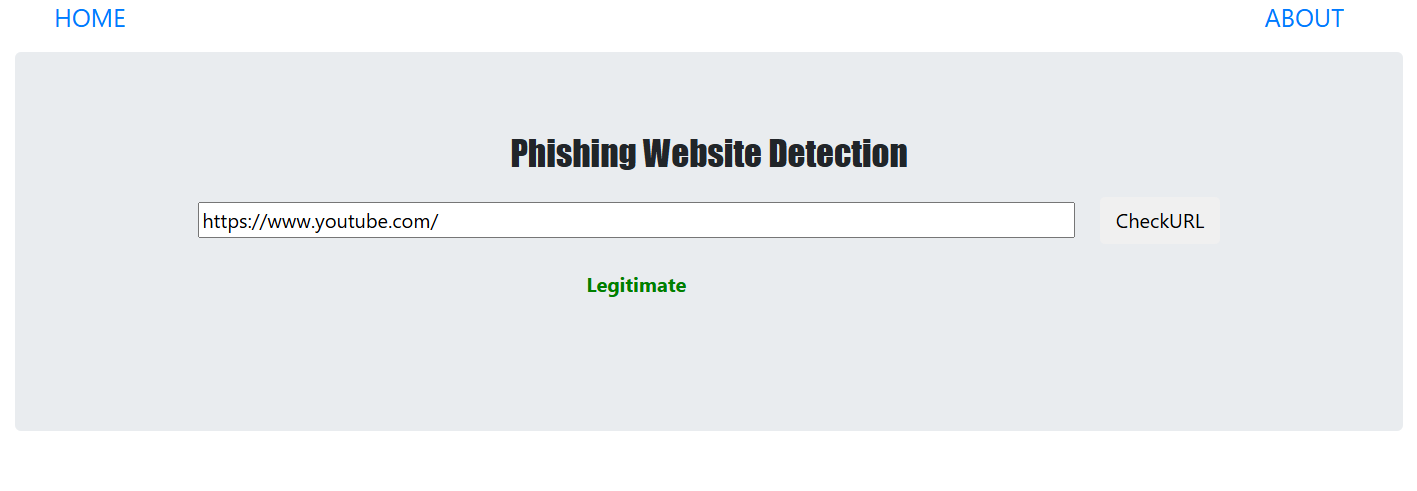 HOME ABOUT
Phishing Website Detection
https://www.youtube.com/ CheckURL
Legitimate